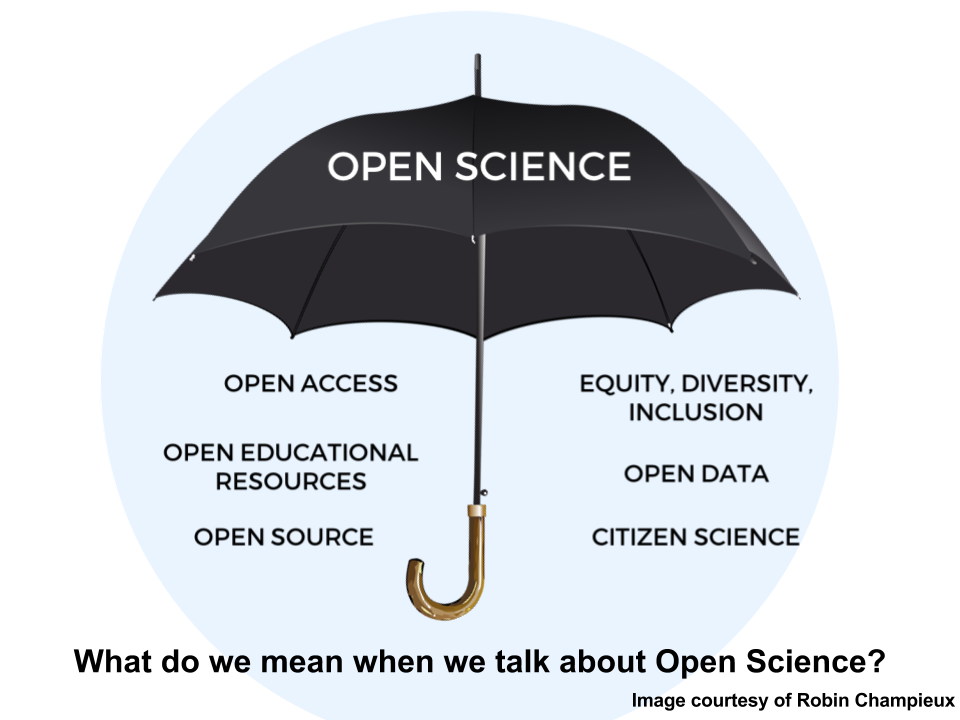 OPEN SCIENCE
OPEN ACCESS
OPEN EDUCATIONAL
RESOURCES
OPEN SOURCE
EQUITY, DIVERSITY,
INCLUSION
OPEN DATA
CITIZEN SCIENCE
What do we mean when we talk about Open Science?
Image courtesy of Robin Champieux